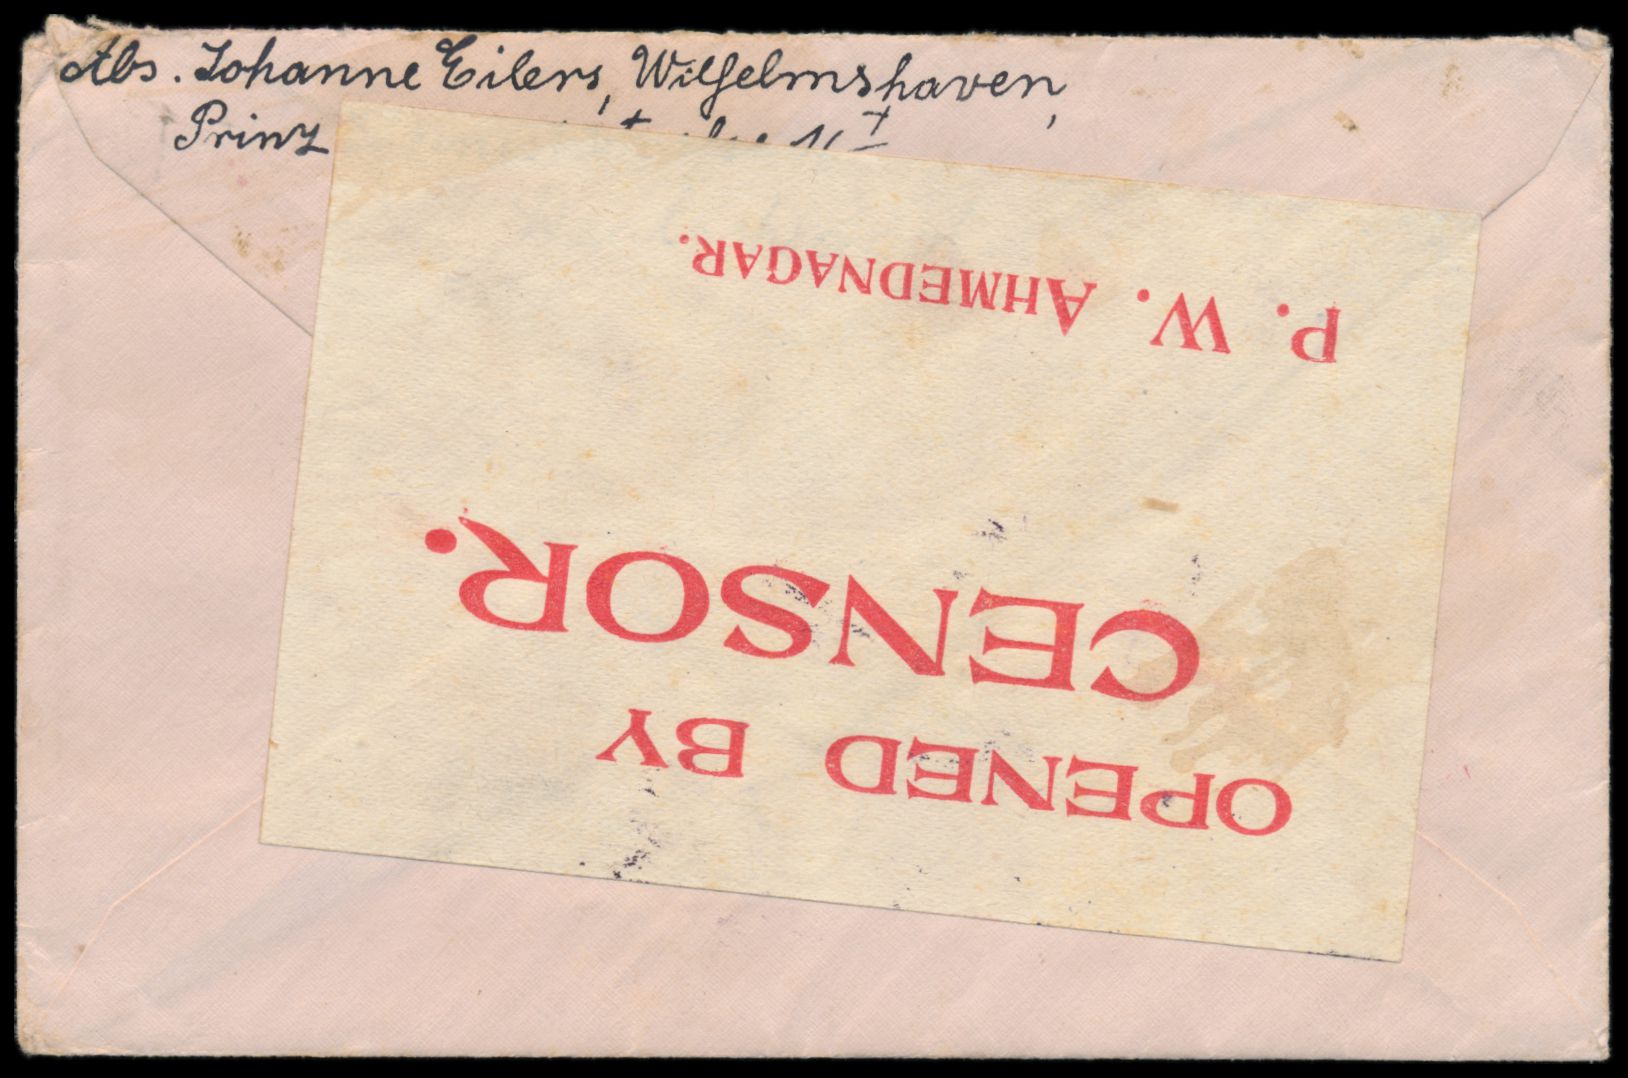 Abs. Johanne Eilers, Wilhelmshaven,
Prinz
OPENED BY
CENSOR.
P. W. AHMEDNAGAR.